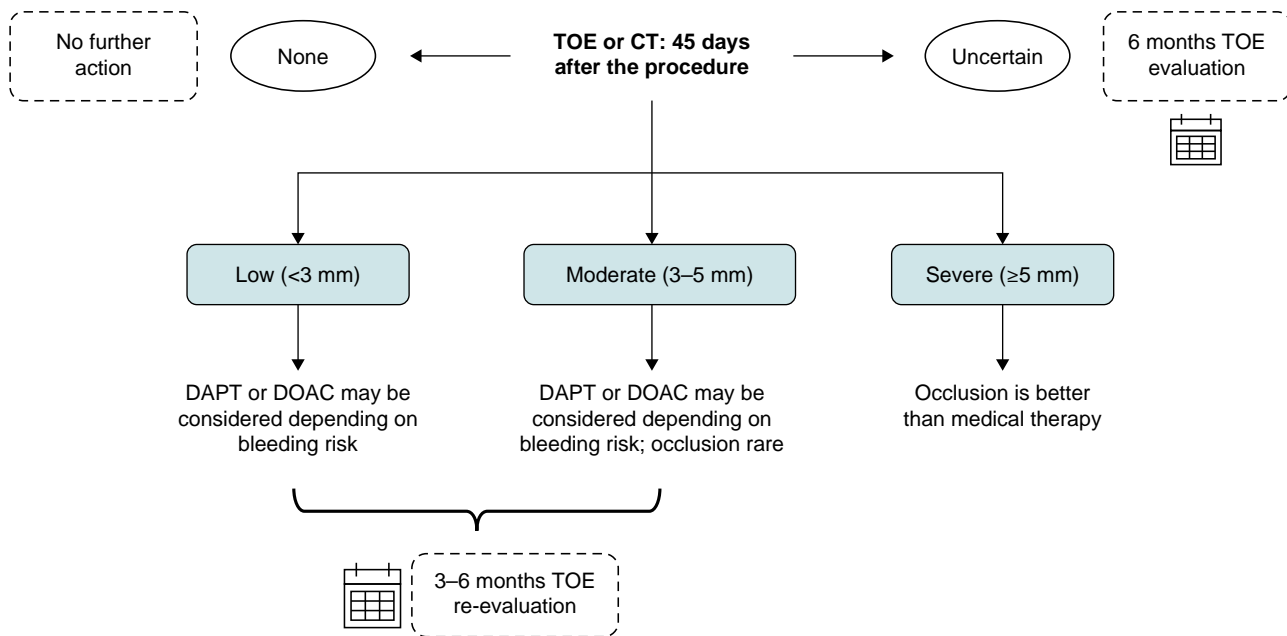 No further
action
None
TOE or CT: 45 days
after the procedure
Uncertain
6 months TOE
evaluation
Low (<3 mm)
Moderate (3–5 mm)
Severe (≥5 mm)
DAPT or DOAC may be
considered depending on
bleeding risk
DAPT or DOAC may be
considered depending on
bleeding risk; occlusion rare
Occlusion is better
than medical therapy
3–6 months TOE
re-evaluation